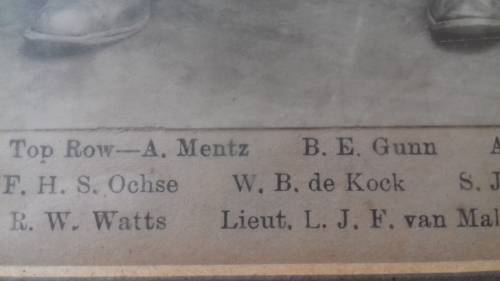 Top Row—A. Mentz B. E. Gunn A
F. H. S. Ochse W. B. de Kock S. J
R. W. Watts Lieut. L. J. F. van Mal